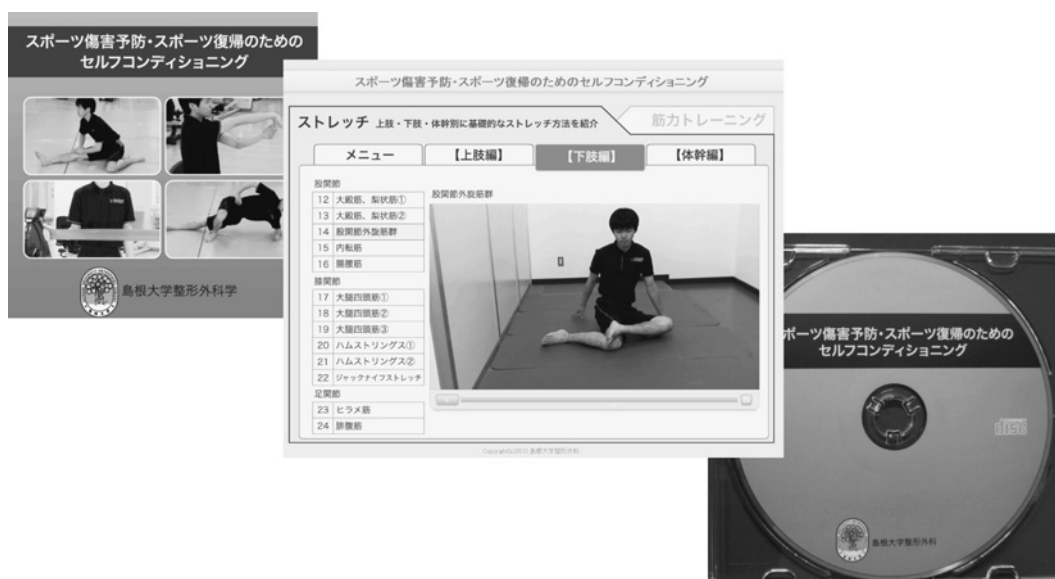 スポーツ傷害予防・スポーツ復帰のための
セルフコンディショニング
島根大学整形外科学
スポーツ傷害予防・スポーツ復帰のためのセルフコンディショニング
ストレッチ 上肢・下肢・体幹別に基礎的なストレッチ方法を紹介
筋力トレーニング
メニュー
【上肢編】
【下肢編】
【体幹編】
股関節
12 大殿筋、梨状筋①
13 大殿筋、梨状筋②
14 股関節外旋筋群
15 内転筋
16 腸腰筋
膝関節
17 大腿四頭筋①
18 大腿四頭筋②
19 大腿四頭筋③
20 ハムストリングス①
21 ハムストリングス②
22 ジャックナイフストレッチ
足関節
23 ヒラメ筋
24 腓腹筋
股関節外旋筋群
Copyright(c)2011 島根大学整形外科
ポーツ傷害予防・スポーツ復帰のための
セルフコンディショニング
disc
島根大学整形外科